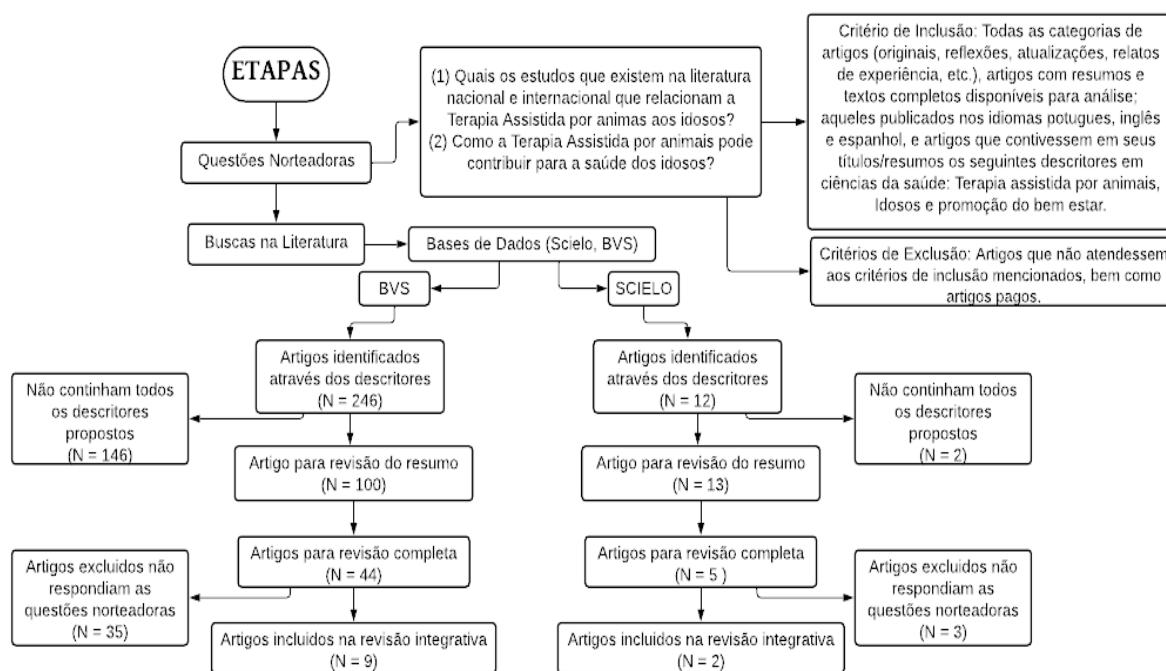 ETAPAS
Questões Norteadoras
(1) Quais os estudos que existem na literatura
nacional e internacional que relacionam a
Terapia Assistida por animas aos idosos?
(2) Como a Terapia Assistida por animais pode
contribuir para a saúde dos idosos?
Critério de Inclusão: Todas as categorias de
artigos (originais, reflexões, atualizações, relatos
de experiência, etc.), artigos com resumos e
textos completos disponíveis para análise;
aqueles publicados nos idiomas potugues, inglês
e espanhol, e artigos que contivessem em seus
títulos/resumos os seguintes descritores em
ciências da saúde: Terapia assistida por animais,
Idosos e promoção do bem estar.
Critérios de Exclusão: Artigos que não atendessem
aos critérios de inclusão mencionados, bem como
artigos pagos.
Buscas na Literatura
Bases de Dados (Scielo, BVS)
BVS
SCIELO
Artigos identificados
através dos descritores
(N = 246)
Não continham todos
os descritores
propostos
(N = 146)
Artigo para revisão do resumo
(N = 100)
Artigos para revisão completa
(N = 44)
Artigos excluidos não
respondiam as
questões norteadoras
(N = 35)
Artigos incluidos na revisão integrativa
(N = 9)
Artigos identificados
através dos descritores
(N = 12)
Não continham todos
os descritores
propostos
(N = 2)
Artigo para revisão do resumo
(N = 13)
Artigos para revisão completa
(N = 5 )
Artigos excluidos não
respondiam as
questões norteadoras
(N = 3)
Artigos incluidos na revisão integrativa
(N = 2)